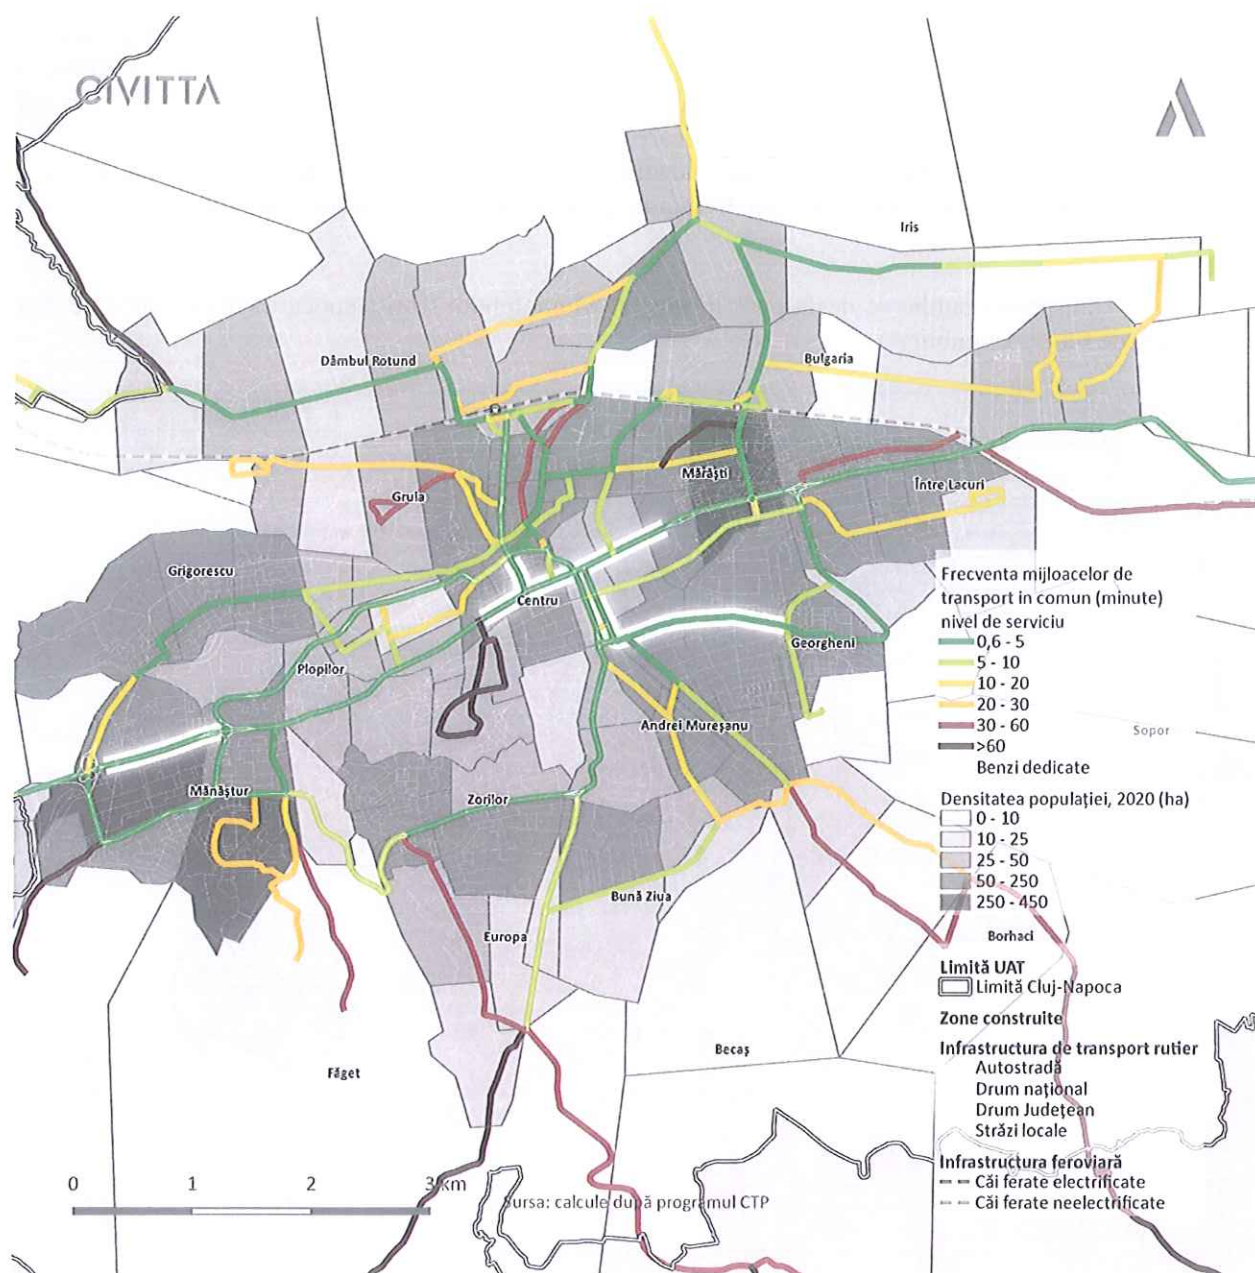 CIVITTA
Iris
Dâmbul Rotund
Bulgaria
Mărăști
Gruia
Între Lacuri
Grigorescu
Centru
Plopilor
Georgheni
Andrei Mureșanu
Sopor
Mănăștur
Zorilor
Bună Ziua
Europa
Borhaci
Becaș
Făget
Frecventa mijloacelor de
transport in comun (minute)
nivel de serviciu
0,6 - 5
5 - 10
10 - 20
20 - 30
30 - 60
>60
Benzi dedicate
Densitatea populației, 2020 (ha)
0 - 10
10 - 25
25 - 50
50 - 250
250 - 450
Limită UAT
Limită Cluj-Napoca
Zone construite
Infrastructura de transport rutier
Autostradă
Drum național
Drum Județean
Străzi locale
Infrastructura feroviară
Căi ferate electrificate
Căi ferate neelectrificate
0 1 2 3 km
Sursa: calcule după programul CTP